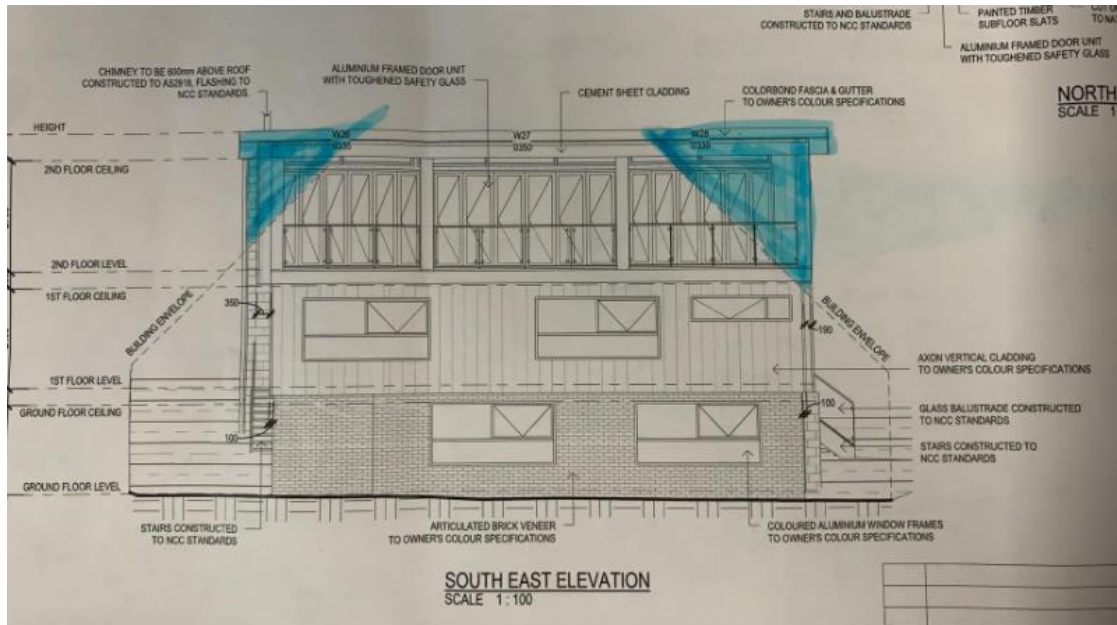 STAIRS AND BALUSTRADE
CONSTRUCTED TO NCC STANDARDS
PAINTED TIMBER
SUBFLOOR SLATS
TO
ALUMINIUM FRAMED DOOR UNIT
WITH TOUGHENED SAFETY GLASS
NORTH
SCALE 1
CHIMNEY TO BE 600mm ABOVE ROOF
CONSTRUCTED TO AS2918, FLASHING TO
NCC STANDARDS.
ALUMINIUM FRAMED DOOR UNIT
WITH TOUGHENED SAFETY GLASS
CEMENT SHEET CLADDING
COLORBOND FASCIA & GUTTER
TO OWNER'S COLOUR SPECIFICATIONS
HEIGHT
W26
0335
W27
0350
W28
0335
2ND FLOOR CEILING
2ND FLOOR LEVEL
1ST FLOOR CEILING
350
BUILDING ENVELOPE
BUILDING ENVELOPE
190
AXON VERTICAL CLADDING
TO OWNER'S COLOUR SPECIFICATIONS
1ST FLOOR LEVEL
GROUND FLOOR CEILING
100
100
GLASS BALUSTRADE CONSTRUCTED
TO NCC STANDARDS
STAIRS CONSTRUCTED TO
NCC STANDARDS
GROUND FLOOR LEVEL
STAIRS CONSTRUCTED
TO NCC STANDARDS
ARTICULATED BRICK VENEER
TO OWNER'S COLOUR SPECIFICATIONS
COLOURED ALUMINIUM WINDOW FRAMES
TO OWNER'S COLOUR SPECIFICATIONS
SOUTH EAST ELEVATION
SCALE 1 : 100